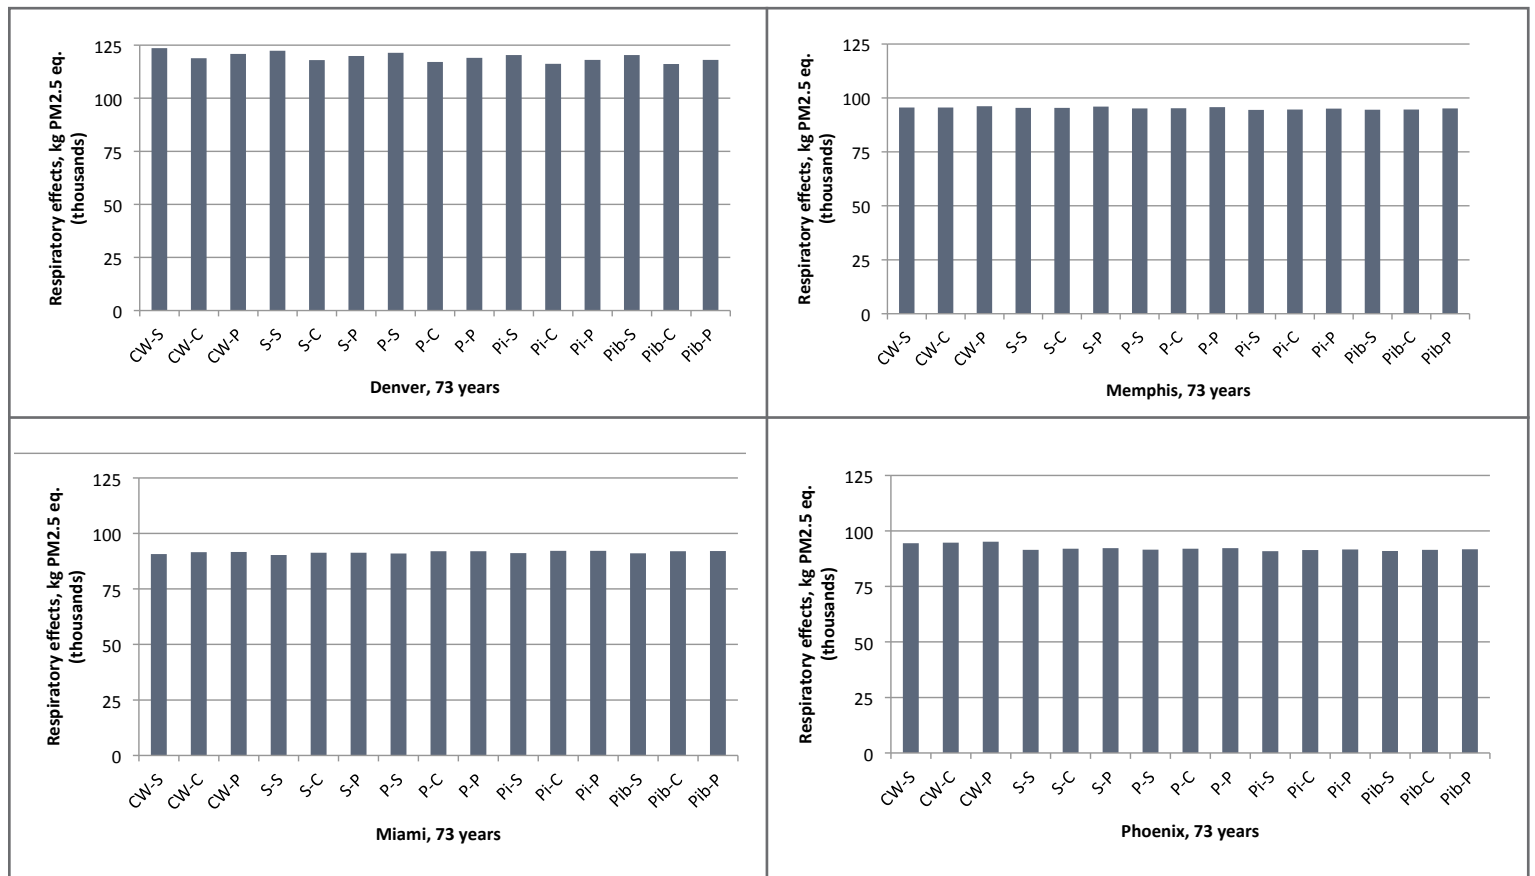 Respiratory effects, kg PM2.5 eq.
(thousands)
125
100
75
50
25
0
CW-S
CW-C
CW-P
S-S
S-C
S-P
P-S
P-C
P-P
Pi-S
Pi-C
Pi-P
Pib-S
Pib-C
Pib-P
Denver, 73 years
Respiratory effects, kg PM2.5 eq.
(thousands)
125
100
75
50
25
0
CW-S
CW-C
CW-P
S-S
S-C
S-P
P-S
P-C
P-P
Pi-S
Pi-C
Pi-P
Pib-S
Pib-C
Pib-P
Memphis, 73 years
Respiratory effects, kg PM2.5 eq.
(thousands)
125
100
75
50
25
0
CW-S
CW-C
CW-P
S-S
S-C
S-P
P-S
P-C
P-P
Pi-S
Pi-C
Pi-P
Pib-S
Pib-C
Pib-P
Miami, 73 years
Respiratory effects, kg PM2.5 eq.
(thousands)
125
100
75
50
25
0
CW-S
CW-C
CW-P
S-S
S-C
S-P
P-S
P-C
P-P
Pi-S
Pi-C
Pi-P
Pib-S
Pib-C
Pib-P
Phoenix, 73 years